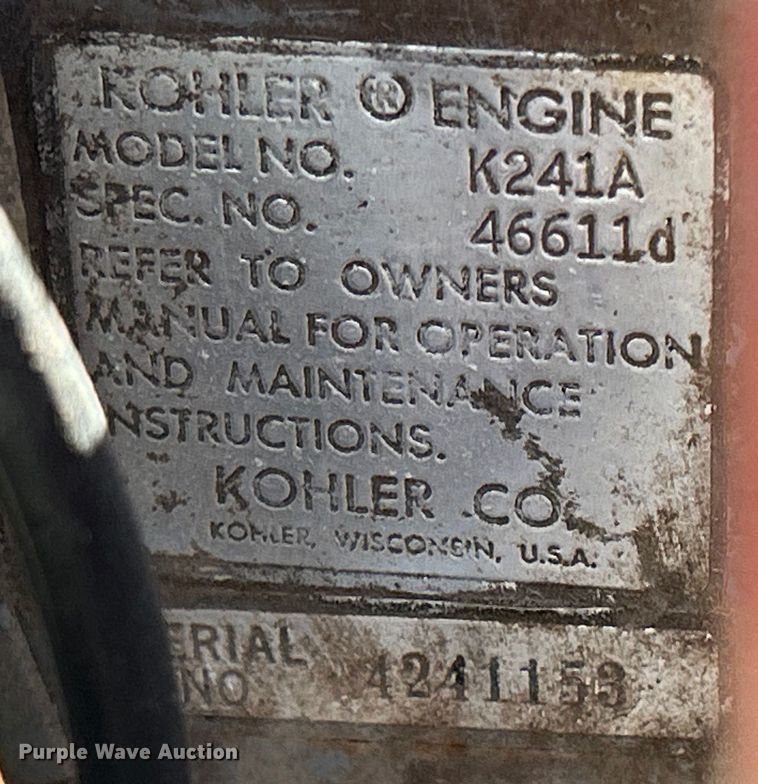 KOHLER ® ENGINE
MODEL NO. K241A
SPEC. NO. 46611d
REFER TO OWNERS
MANUAL FOR OPERATION
AND MAINTENANCE
INSTRUCTIONS.
KOHLER CO.
KOHLER, WISCONSIN, U.S.A.
ERIAL
NO 4241153
Purple Wave Auction